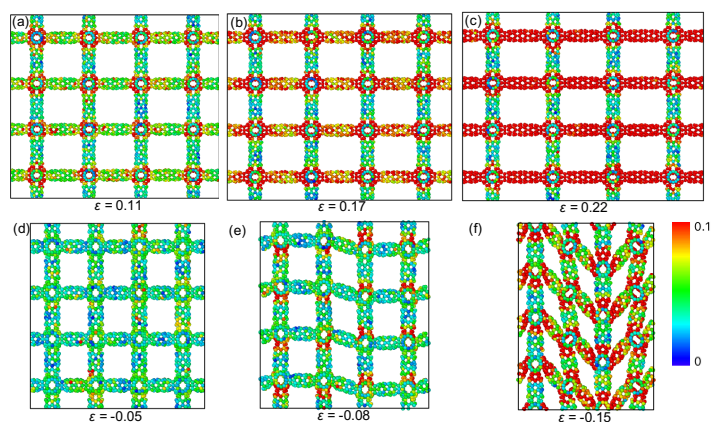 (a)
(b)
(c)
ε = 0.11
ε = 0.17
ε = 0.22
(d)
(e)
(f)
0.1
0
ε = -0.05
ε = -0.08
ε = -0.15